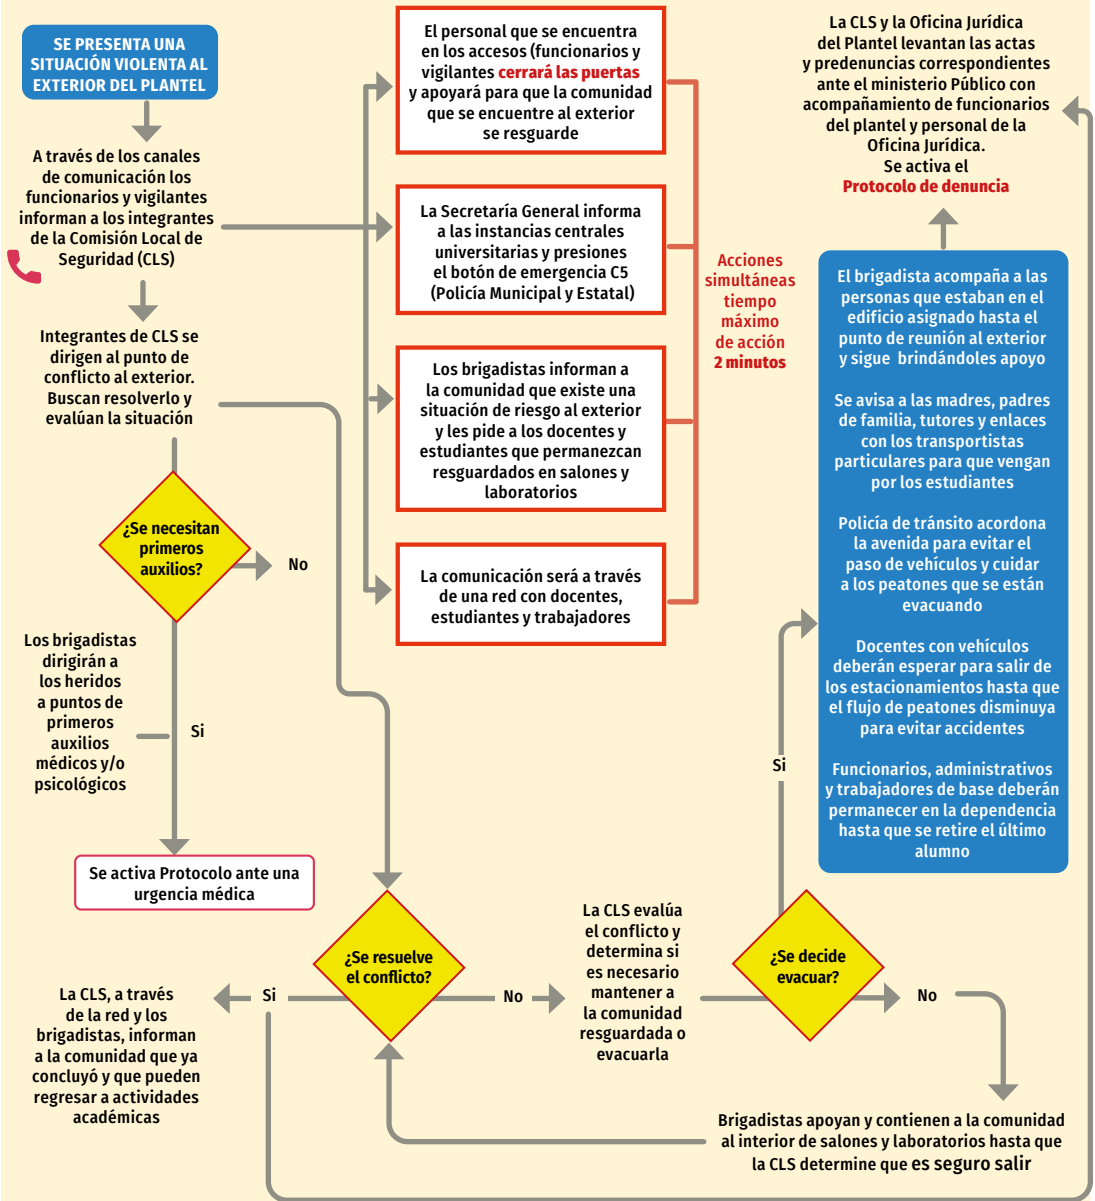 SE PRESENTA UNA
SITUACIÓN VIOLENTA AL
EXTERIOR DEL PLANTEL
A través de los canales
de comunicación los
funcionarios y vigilantes
informan a los integrantes
de la Comisión Local de
Seguridad (CLS)
Integrantes de CLS se
dirigen al punto de
conflicto al exterior.
Buscan resolverlo y
evalúan la situación
¿Se necesitan
primeros
auxilios?
No
Los brigadistas
dirigirán a
los heridos
a puntos de
primeros
auxilios
médicos y/o
psicológicos
Si
Se activa Protocolo ante una
urgencia médica
El personal que se encuentra
en los accesos (funcionarios y
vigilantes cerrará las puertas
y apoyará para que la comunidad
que se encuentre al exterior
se resguarde
La Secretaría General informa
a las instancias centrales
universitarias y presiones
el botón de emergencia C5
(Policía Municipal y Estatal)
Los brigadistas informan a
la comunidad que existe una
situación de riesgo al exterior
y les pide a los docentes y
estudiantes que permanezcan
resguardados en salones y
laboratorios
La comunicación será a través
de una red con docentes,
estudiantes y trabajadores
Acciones
simultáneas
tiempo
máximo
de acción
2 minutos
La CLS y la Oficina Jurídica
del Plantel levantan las actas
y predenuncias correspondientes
ante el ministerio Público con
acompañamiento de funcionarios
del plantel y personal de la
Oficina Jurídica.
Se activa el
Protocolo de denuncia
El brigadista acompaña a las
personas que estaban en el
edificio asignado hasta el
punto de reunión al exterior
y sigue brindándoles apoyo
Se avisa a las madres, padres
de familia, tutores y enlaces
con los transportistas
particulares para que vengan
por los estudiantes
Policía de tránsito acordona
la avenida para evitar el
paso de vehículos y cuidar
a los peatones que se están
evacuando
Docentes con vehículos
deberán esperar para salir de
los estacionamientos hasta que
el flujo de peatones disminuya
para evitar accidentes
Funcionarios, administrativos
y trabajadores de base deberán
permanecer en la dependencia
hasta que se retire el último
alumno
Si
¿Se resuelve
el conflicto?
Si
La CLS, a través
de la red y los
brigadistas, informan
a la comunidad que ya
concluyó y que pueden
regresar a actividades
académicas
No
La CLS evalúa
el conflicto y
determina si
es necesario
mantener a
la comunidad
resguardada o
evacuarla
¿Se decide
evacuar?
No
Brigadistas apoyan y contienen a la comunidad
al interior de salones y laboratorios hasta que
la CLS determine que es seguro salir